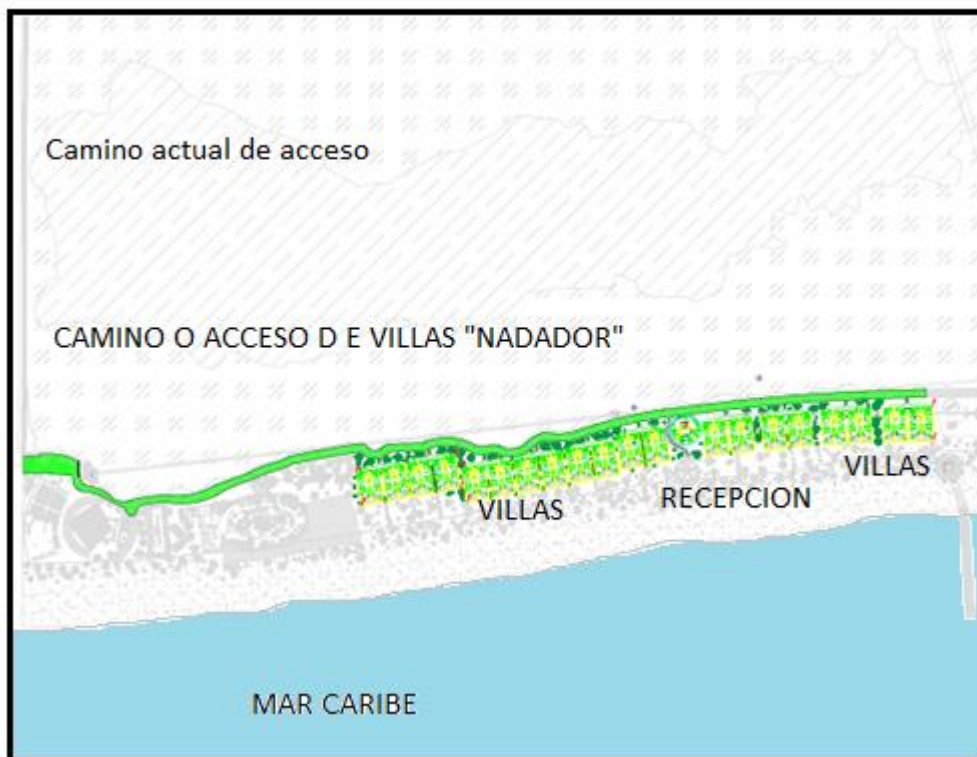 Camino actual de acceso
CAMINO O ACCESO D E VILLAS "NADADOR"
VILLAS
RECEPCION
VILLAS
MAR CARIBE